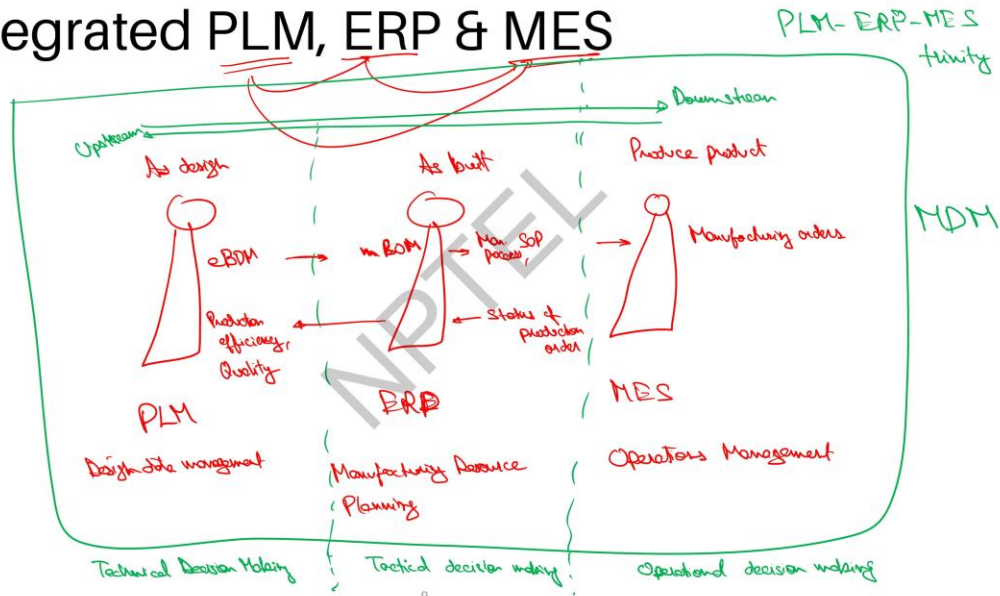 egrated PLM, ERP & MES
PLM-ERP-MES
trinity
Downstream
Upstream
As design
As built
Produce product
MDM
eBOM
mBOM
Man. SOP
process,
Manufacturing orders
Production
efficiency,
Quality
Status of
production
order
NPTEL
PLM
ERP
MES
Design data management
Manufacturing Resource
Planning
Operations Management
Technical Decision Making
Tactical decision making
Operational decision making